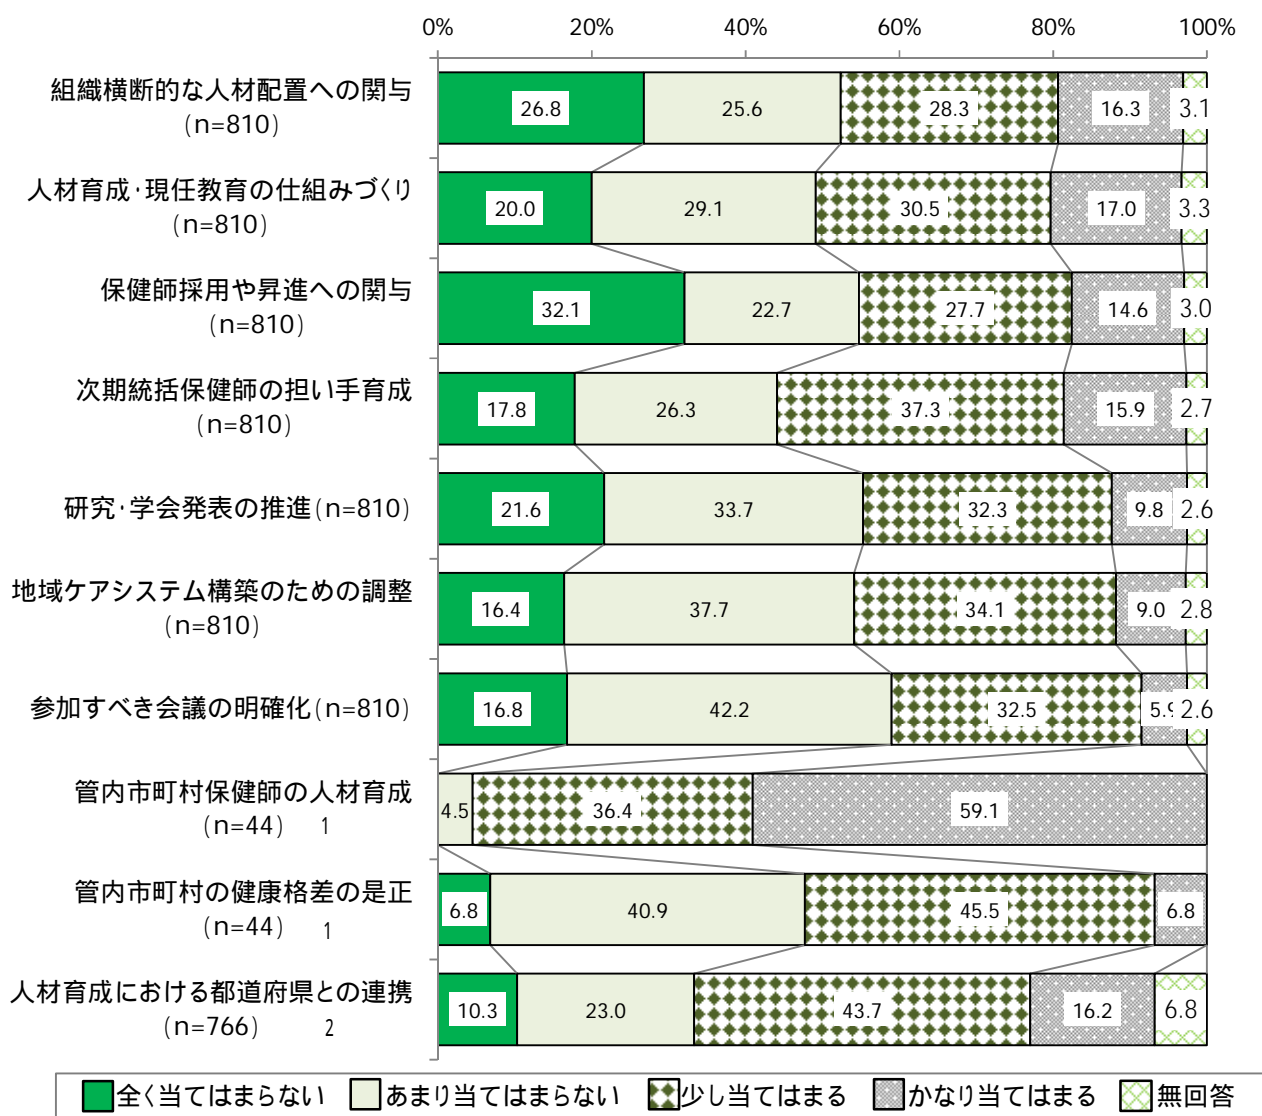 0% 20% 40% 60% 80% 100%
組織横断的な人材配置への関与
(n=810)
26.8 25.6 28.3 16.3 3.1
人材育成・現任教育の仕組みづくり
(n=810)
20.0 29.1 30.5 17.0 3.3
保健師採用や昇進への関与
(n=810)
32.1 22.7 27.7 14.6 3.0
次期統括保健師の担い手育成
(n=810)
17.8 26.3 37.3 15.9 2.7
研究・学会発表の推進(n=810)
21.6 33.7 32.3 9.8 2.6
地域ケアシステム構築のための調整
(n=810)
16.4 37.7 34.1 9.0 2.8
参加すべき会議の明確化(n=810)
16.8 42.2 32.5 5.9 2.6
管内市町村保健師の人材育成
(n=44) 1
4.5 36.4 59.1
管内市町村の健康格差の是正
(n=44) 1
6.8 40.9 45.5 6.8
人材育成における都道府県との連携
(n=766) 2
10.3 23.0 43.7 16.2 6.8
全く当てはまらない あまり当てはまらない 少し当てはまる かなり当てはまる 無回答